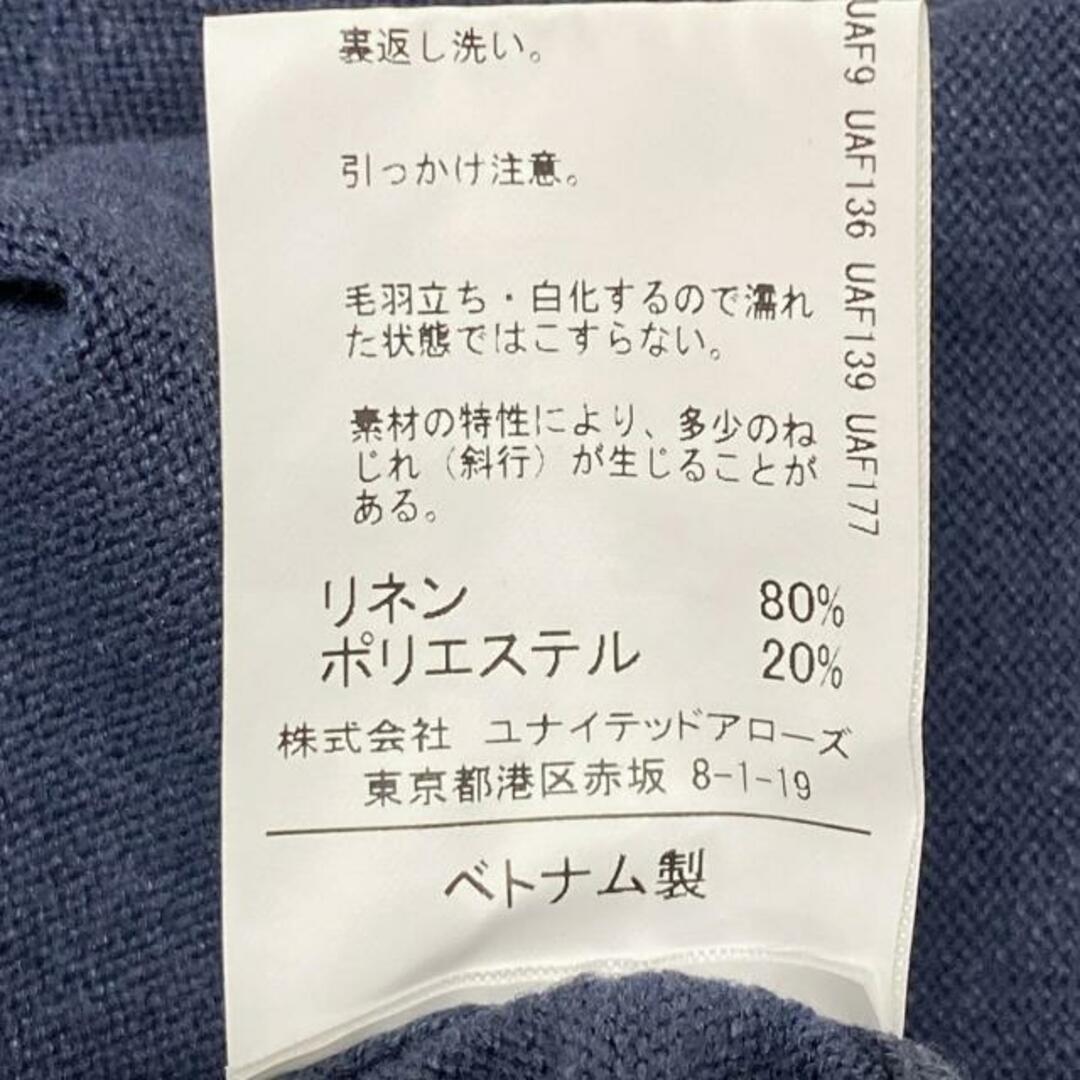 裏返し洗い。
引っかけ注意。
毛羽立ち・白化するので濡れ
た状態ではこすらない。
素材の特性により、多少のね
じれ（斜行）が生じることが
ある。
リネン 80%
ポリエステル 20%
株式会社 ユナイテッドアローズ
東京都港区赤坂 8-1-19
ベトナム製
UAF9 UAF136 UAF139 UAF177